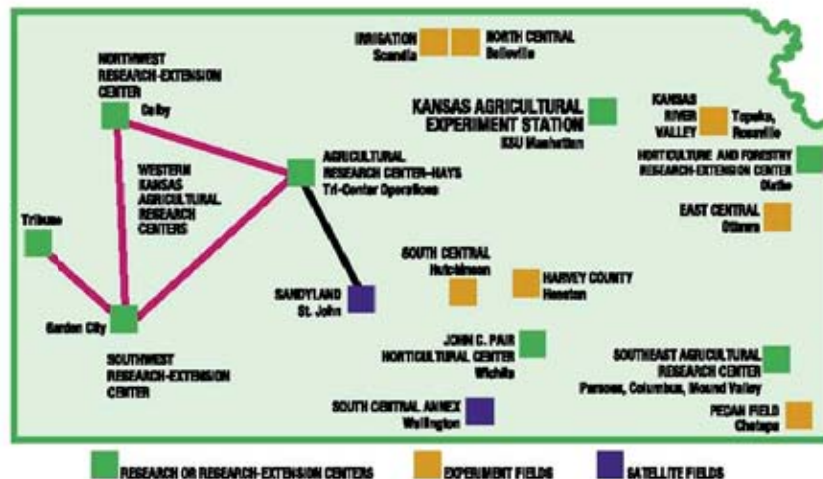 IRRIGATION
Scandia
NORTH CENTRAL
Belleville
NORTHWEST
RESEARCH-EXTENSION
CENTER
Colby
KANSAS AGRICULTURAL
EXPERIMENT STATION
KSU Manhattan
KANSAS
RIVER
VALLEY
Topeka,
Rossville
HORTICULTURE AND FORESTRY
RESEARCH-EXTENSION CENTER
Olathe
AGRICULTURAL
RESEARCH CENTER-HAYS
Tri-Center Operations
WESTERN
KANSAS
AGRICULTURAL
RESEARCH
CENTERS
Tribune
EAST CENTRAL
Ottawa
SOUTH CENTRAL
Hutchinson
HARVEY COUNTY
Hesston
SANDYLAND
St. John
Garden City
SOUTHWEST
RESEARCH-EXTENSION
CENTER
JOHN C. PAIR
HORTICULTURAL CENTER
Wichita
SOUTHEAST AGRICULTURAL
RESEARCH CENTER
Parsons, Columbus, Mound Valley
SOUTH CENTRAL ANNEX
Wellington
PECAN FIELD
Chetopa
RESEARCH OR RESEARCH-EXTENSION CENTERS
EXPERIMENT FIELDS
SATELLITE FIELDS